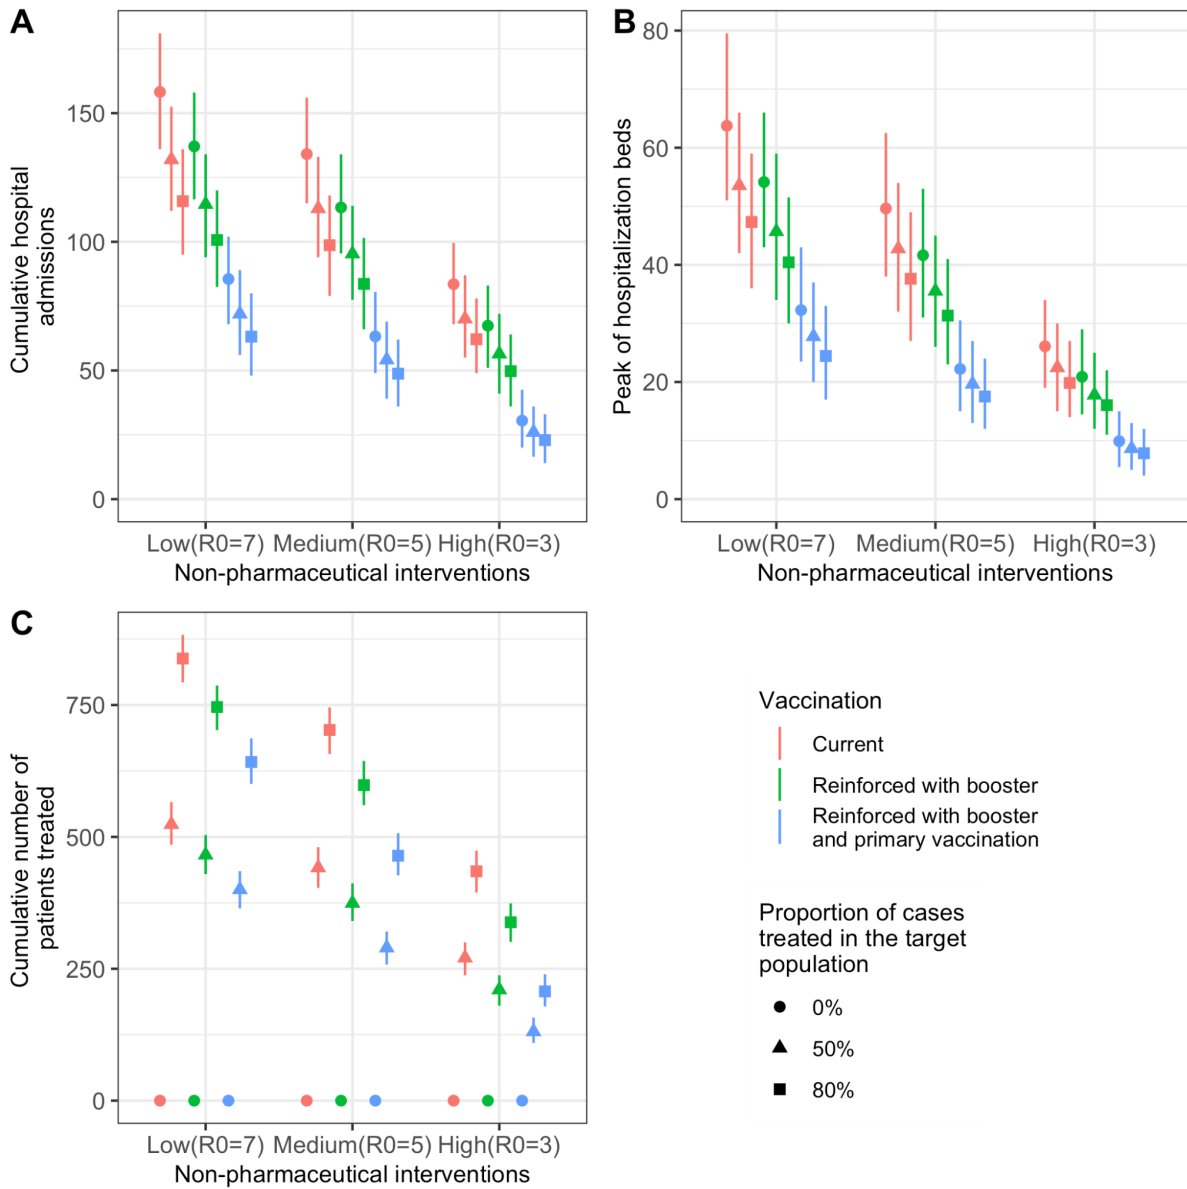 A
Cumulative hospital
admissions
150
100
50
0
Low(R0=7) Medium(R0=5) High(R0=3)
Non-pharmaceutical interventions
B
Peak of hospitalization beds
80
60
40
20
0
Low(R0=7) Medium(R0=5) High(R0=3)
Non-pharmaceutical interventions
C
Cumulative number of
patients treated
750
500
250
0
Low(R0=7) Medium(R0=5) High(R0=3)
Non-pharmaceutical interventions
Vaccination
Current
Reinforced with booster
Reinforced with booster
and primary vaccination
Proportion of cases
treated in the target
population
0%
50%
80%